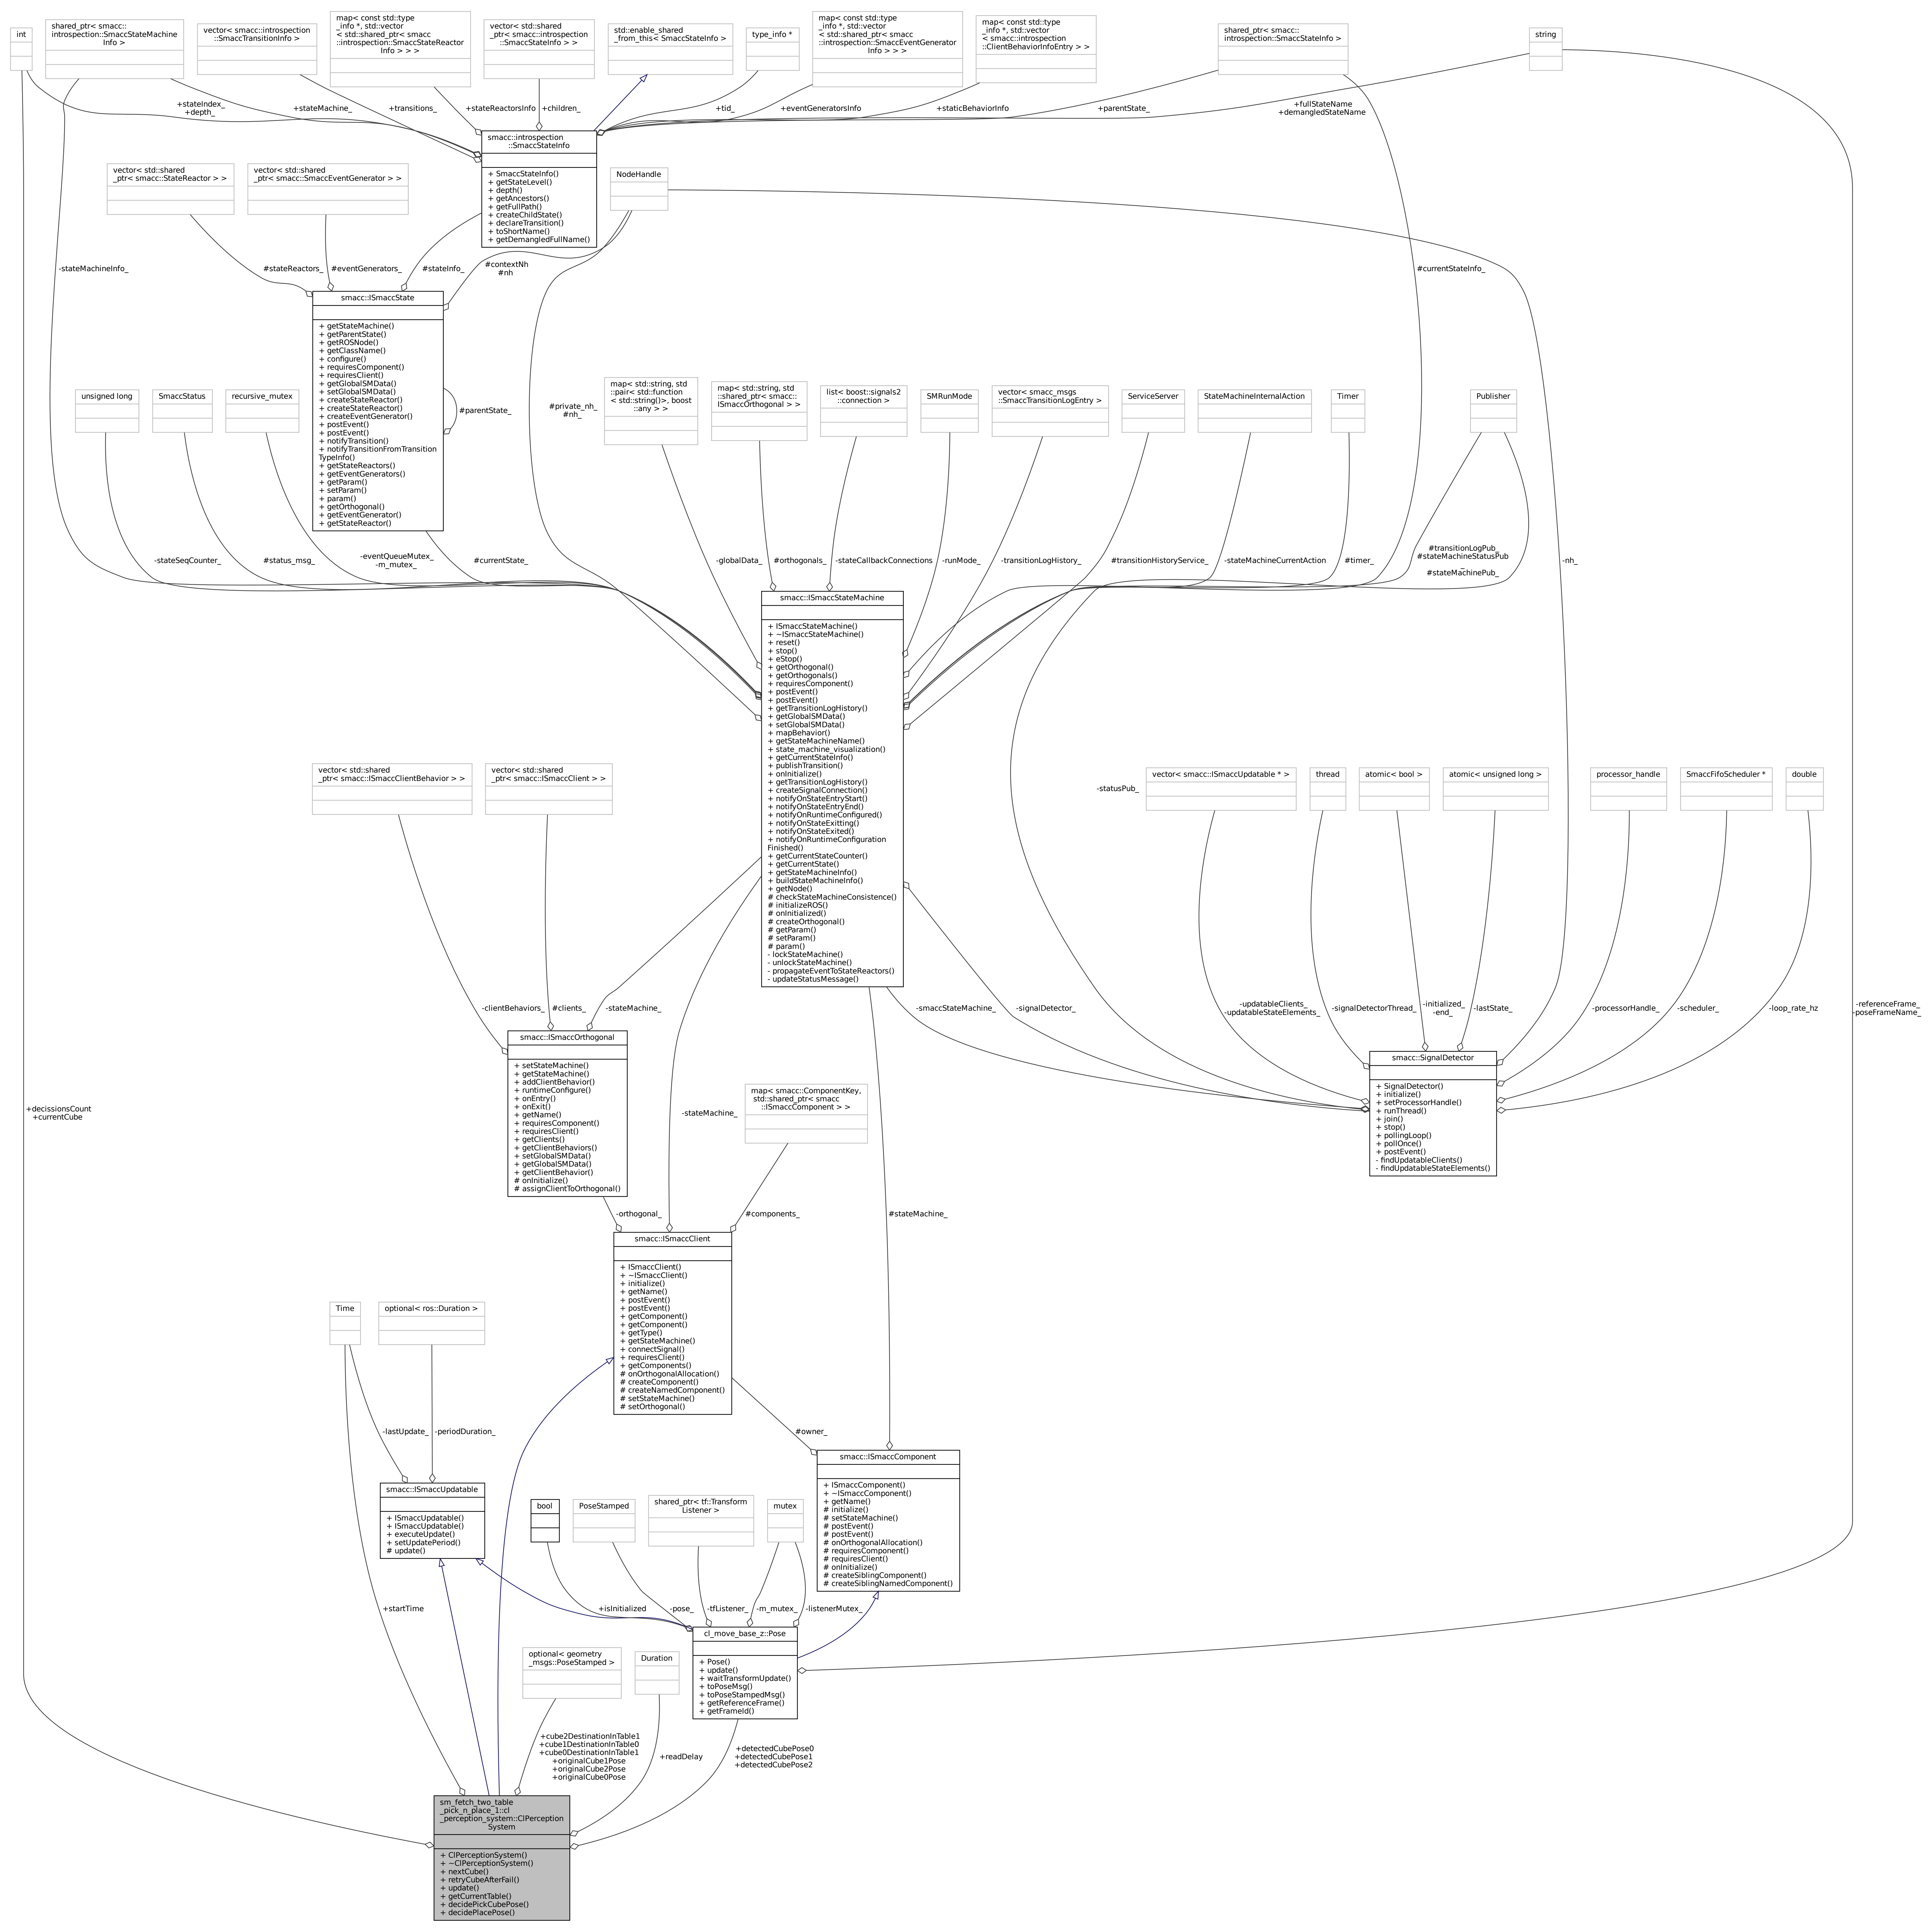 int
shared_ptr< smacc::
introspection::SmaccStateMachine
Info >
vector< smacc::introspection
::SmaccTransitionInfo >
map< const std::type
_info *, std::vector
< std::shared_ptr< smacc
::introspection::SmaccStateReactor
Info > > >
vector< std::shared
_ptr< smacc::introspection
::SmaccStateInfo > >
std::enable_shared
_from_this< SmaccStateInfo >
type_info *
map< const std::type
_info *, std::vector
< std::shared_ptr< smacc
::introspection::SmaccEventGenerator
Info > > >
map< const std::type
_info *, std::vector
< smacc::introspection
::ClientBehaviorInfoEntry > >
shared_ptr< smacc::
introspection::SmaccStateInfo >
string
+stateIndex_
+depth_
+stateMachine_
+transitions_
+stateReactorsInfo
+children_
+tid_
+eventGeneratorsInfo
+staticBehaviorInfo
+parentState_
+fullStateName
+demangledStateName
smacc::introspection
::SmaccStateInfo
+ SmaccStateInfo()
+ getStateLevel()
+ depth()
+ getAncestors()
+ getFullPath()
+ createChildState()
+ declareTransition()
+ toShortName()
+ getDemangledFullName()
vector< std::shared
_ptr< smacc::StateReactor > >
vector< std::shared
_ptr< smacc::SmaccEventGenerator > >
NodeHandle
-stateMachineInfo_
#stateReactors_
#eventGenerators_
#stateInfo_
#contextNh
#nh
#currentStateInfo_
smacc::ISmaccState
+ getStateMachine()
+ getParentState()
+ getROSNode()
+ getClassName()
+ configure()
+ requiresComponent()
+ requiresClient()
+ getGlobalSMData()
+ setGlobalSMData()
+ createStateReactor()
+ createStateReactor()
+ createEventGenerator()
+ postEvent()
+ postEvent()
+ notifyTransition()
+ notifyTransitionFromTransition
TypeInfo()
+ getStateReactors()
+ getEventGenerators()
+ getParam()
+ setParam()
+ param()
+ getOrthogonal()
+ getEventGenerator()
+ getStateReactor()
#parentState_
#private_nh_
#nh_
unsigned long
SmaccStatus
recursive_mutex
map< std::string, std
::pair< std::function
< std::string()>, boost
::any > >
map< std::string, std
::shared_ptr< smacc::
ISmaccOrthogonal > >
list< boost::signals2
::connection >
SMRunMode
vector< smacc_msgs
::SmaccTransitionLogEntry >
ServiceServer
StateMachineInternalAction
Timer
Publisher
-stateSeqCounter_
#status_msg_
-eventQueueMutex_
-m_mutex_
#currentState_
-globalData_
#orthogonals_
-stateCallbackConnections
-runMode_
-transitionLogHistory_
#transitionHistoryService_
-stateMachineCurrentAction
#timer_
#transitionLogPub_
#stateMachineStatusPub
_
#stateMachinePub_
-nh_
smacc::ISmaccStateMachine
+ ISmaccStateMachine()
+ ~ISmaccStateMachine()
+ reset()
+ stop()
+ eStop()
+ getOrthogonal()
+ getOrthogonals()
+ requiresComponent()
+ postEvent()
+ postEvent()
+ getTransitionLogHistory()
+ getGlobalSMData()
+ setGlobalSMData()
+ mapBehavior()
+ getStateMachineName()
+ state_machine_visualization()
+ getCurrentStateInfo()
+ publishTransition()
+ onInitialize()
+ getTransitionLogHistory()
+ createSignalConnection()
+ notifyOnStateEntryStart()
+ notifyOnStateEntryEnd()
+ notifyOnRuntimeConfigured()
+ notifyOnStateExitting()
+ notifyOnStateExited()
+ notifyOnRuntimeConfiguration
Finished()
+ getCurrentStateCounter()
+ getCurrentState()
+ getStateMachineInfo()
+ buildStateMachineInfo()
+ getNode()
# checkStateMachineConsistence()
# initializeROS()
# onInitialized()
# createOrthogonal()
# getParam()
# setParam()
# param()
- lockStateMachine()
- unlockStateMachine()
- propagateEventToStateReactors()
- updateStatusMessage()
vector< std::shared
_ptr< smacc::ISmaccClientBehavior > >
vector< std::shared
_ptr< smacc::ISmaccClient > >
-statusPub_
vector< smacc::ISmaccUpdatable * >
thread
atomic< bool >
atomic< unsigned long >
processor_handle
SmaccFifoScheduler *
double
-clientBehaviors_
#clients_
-stateMachine_
-smaccStateMachine_
-signalDetector_
-updatableClients_
-updatableStateElements_
-signalDetectorThread_
-initialized_
-end_
-lastState_
-processorHandle_
-scheduler_
-loop_rate_hz
-referenceFrame_
-poseFrameName_
smacc::ISmaccOrthogonal
+ setStateMachine()
+ getStateMachine()
+ addClientBehavior()
+ runtimeConfigure()
+ onEntry()
+ onExit()
+ getName()
+ requiresComponent()
+ requiresClient()
+ getClients()
+ getClientBehaviors()
+ setGlobalSMData()
+ getGlobalSMData()
+ getClientBehavior()
# onInitialize()
# assignClientToOrthogonal()
smacc::SignalDetector
+ SignalDetector()
+ initialize()
+ setProcessorHandle()
+ runThread()
+ join()
+ stop()
+ pollingLoop()
+ pollOnce()
+ postEvent()
- findUpdatableClients()
- findUpdatableStateElements()
+decissionsCount
+currentCube
-stateMachine_
map< smacc::ComponentKey,
std::shared_ptr< smacc
::ISmaccComponent > >
-orthogonal_
#components_
#stateMachine_
smacc::ISmaccClient
+ ISmaccClient()
+ ~ISmaccClient()
+ initialize()
+ getName()
+ postEvent()
+ postEvent()
+ getComponent()
+ getComponent()
+ getType()
+ getStateMachine()
+ connectSignal()
+ requiresClient()
+ getComponents()
# onOrthogonalAllocation()
# createComponent()
# createNamedComponent()
# setStateMachine()
# setOrthogonal()
Time
optional< ros::Duration >
-lastUpdate_
-periodDuration_
#owner_
smacc::ISmaccComponent
+ ISmaccComponent()
+ ~ISmaccComponent()
+ getName()
# initialize()
# setStateMachine()
# postEvent()
# postEvent()
# onOrthogonalAllocation()
# requiresComponent()
# requiresClient()
# onInitialize()
# createSiblingComponent()
# createSiblingNamedComponent()
smacc::ISmaccUpdatable
+ ISmaccUpdatable()
+ ISmaccUpdatable()
+ executeUpdate()
+ setUpdatePeriod()
# update()
bool
PoseStamped
shared_ptr< tf::Transform
Listener >
mutex
+startTime
+isInitialized
-pose_
-tfListener_
-m_mutex_
-listenerMutex_
cl_move_base_z::Pose
+ Pose()
+ update()
+ waitTransformUpdate()
+ toPoseMsg()
+ toPoseStampedMsg()
+ getReferenceFrame()
+ getFrameId()
optional< geometry
_msgs::PoseStamped >
Duration
+cube2DestinationInTable1
+cube1DestinationInTable0
+cube0DestinationInTable1
+originalCube1Pose
+originalCube2Pose
+originalCube0Pose
+readDelay
+detectedCubePose0
+detectedCubePose1
+detectedCubePose2
sm_fetch_two_table
_pick_n_place_1::cl
_perception_system::ClPerception
System
+ ClPerceptionSystem()
+ ~ClPerceptionSystem()
+ nextCube()
+ retryCubeAfterFail()
+ update()
+ getCurrentTable()
+ decidePickCubePose()
+ decidePlacePose()